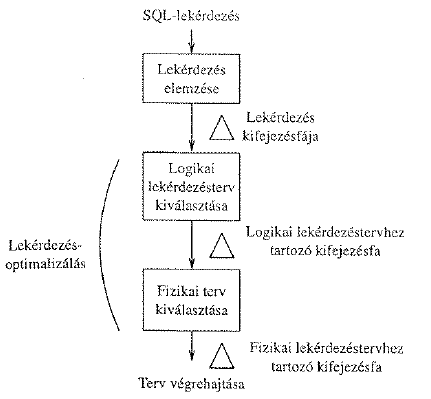 SQL-lekérdezés
Lekérdezés
elemzése
Lekérdezés
kifejezésfája
Logikai
lekérdezésterv
kiválasztása
Logikai lekérdezéstervhez
tartozó kifejezésfa
Lekérdezés-
optimalizálás
Fizikai terv
kiválasztása
Fizikai lekérdezéstervhez
tartozó kifejezésfa
Terv végrehajtása